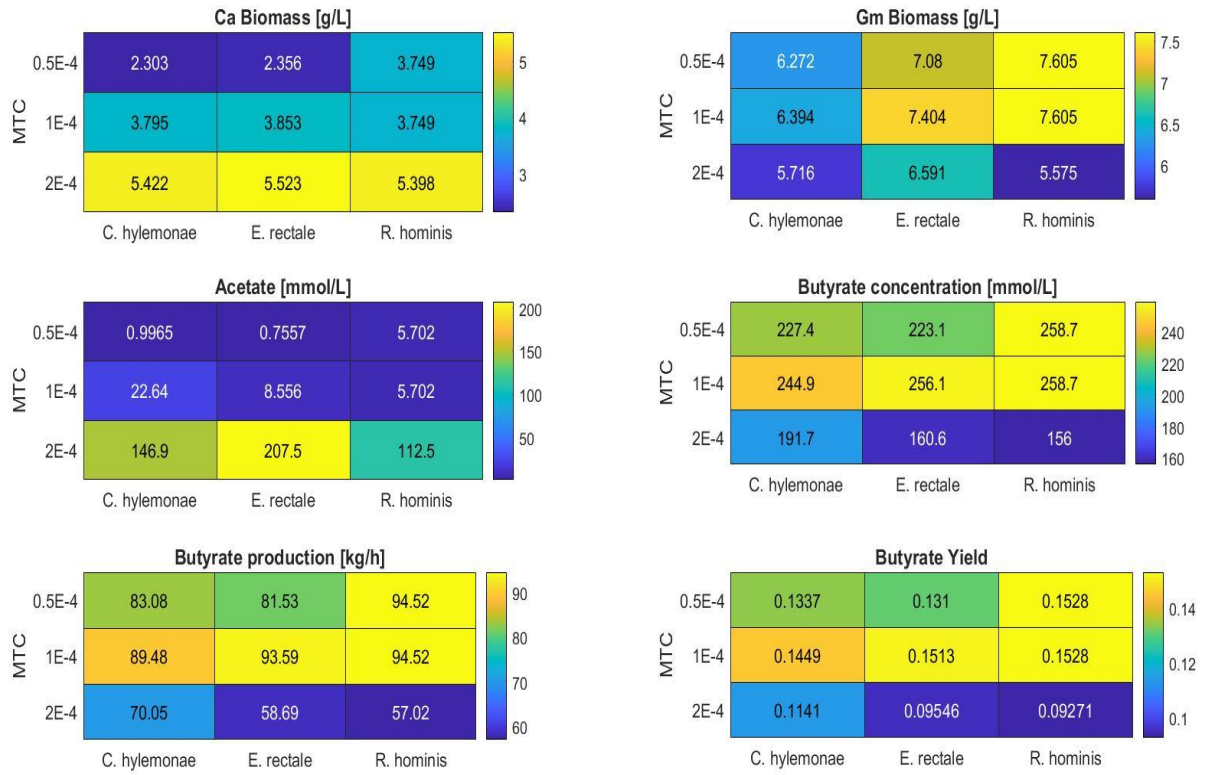 Ca Biomass [g/L]
0.5E-4 2.303 2.356 3.749
1E-4 3.795 3.853 3.749
2E-4 5.422 5.523 5.398
MTC
C. hylemonae E. rectale R. hominis
5
4
3
Gm Biomass [g/L]
0.5E-4 6.272 7.08 7.605
1E-4 6.394 7.404 7.605
2E-4 5.716 6.591 5.575
MTC
C. hylemonae E. rectale R. hominis
7.5
7
6.5
6
Acetate [mmol/L]
0.5E-4 0.9965 0.7557 5.702
1E-4 22.64 8.556 5.702
2E-4 146.9 207.5 112.5
MTC
C. hylemonae E. rectale R. hominis
200
150
100
50
Butyrate concentration [mmol/L]
0.5E-4 227.4 223.1 258.7
1E-4 244.9 256.1 258.7
2E-4 191.7 160.6 156
MTC
C. hylemonae E. rectale R. hominis
240
220
200
180
160
Butyrate production [kg/h]
0.5E-4 83.08 81.53 94.52
1E-4 89.48 93.59 94.52
2E-4 70.05 58.69 57.02
MTC
C. hylemonae E. rectale R. hominis
90
80
70
60
Butyrate Yield
0.5E-4 0.1337 0.131 0.1528
1E-4 0.1449 0.1513 0.1528
2E-4 0.1141 0.09546 0.09271
MTC
C. hylemonae E. rectale R. hominis
0.14
0.12
0.1